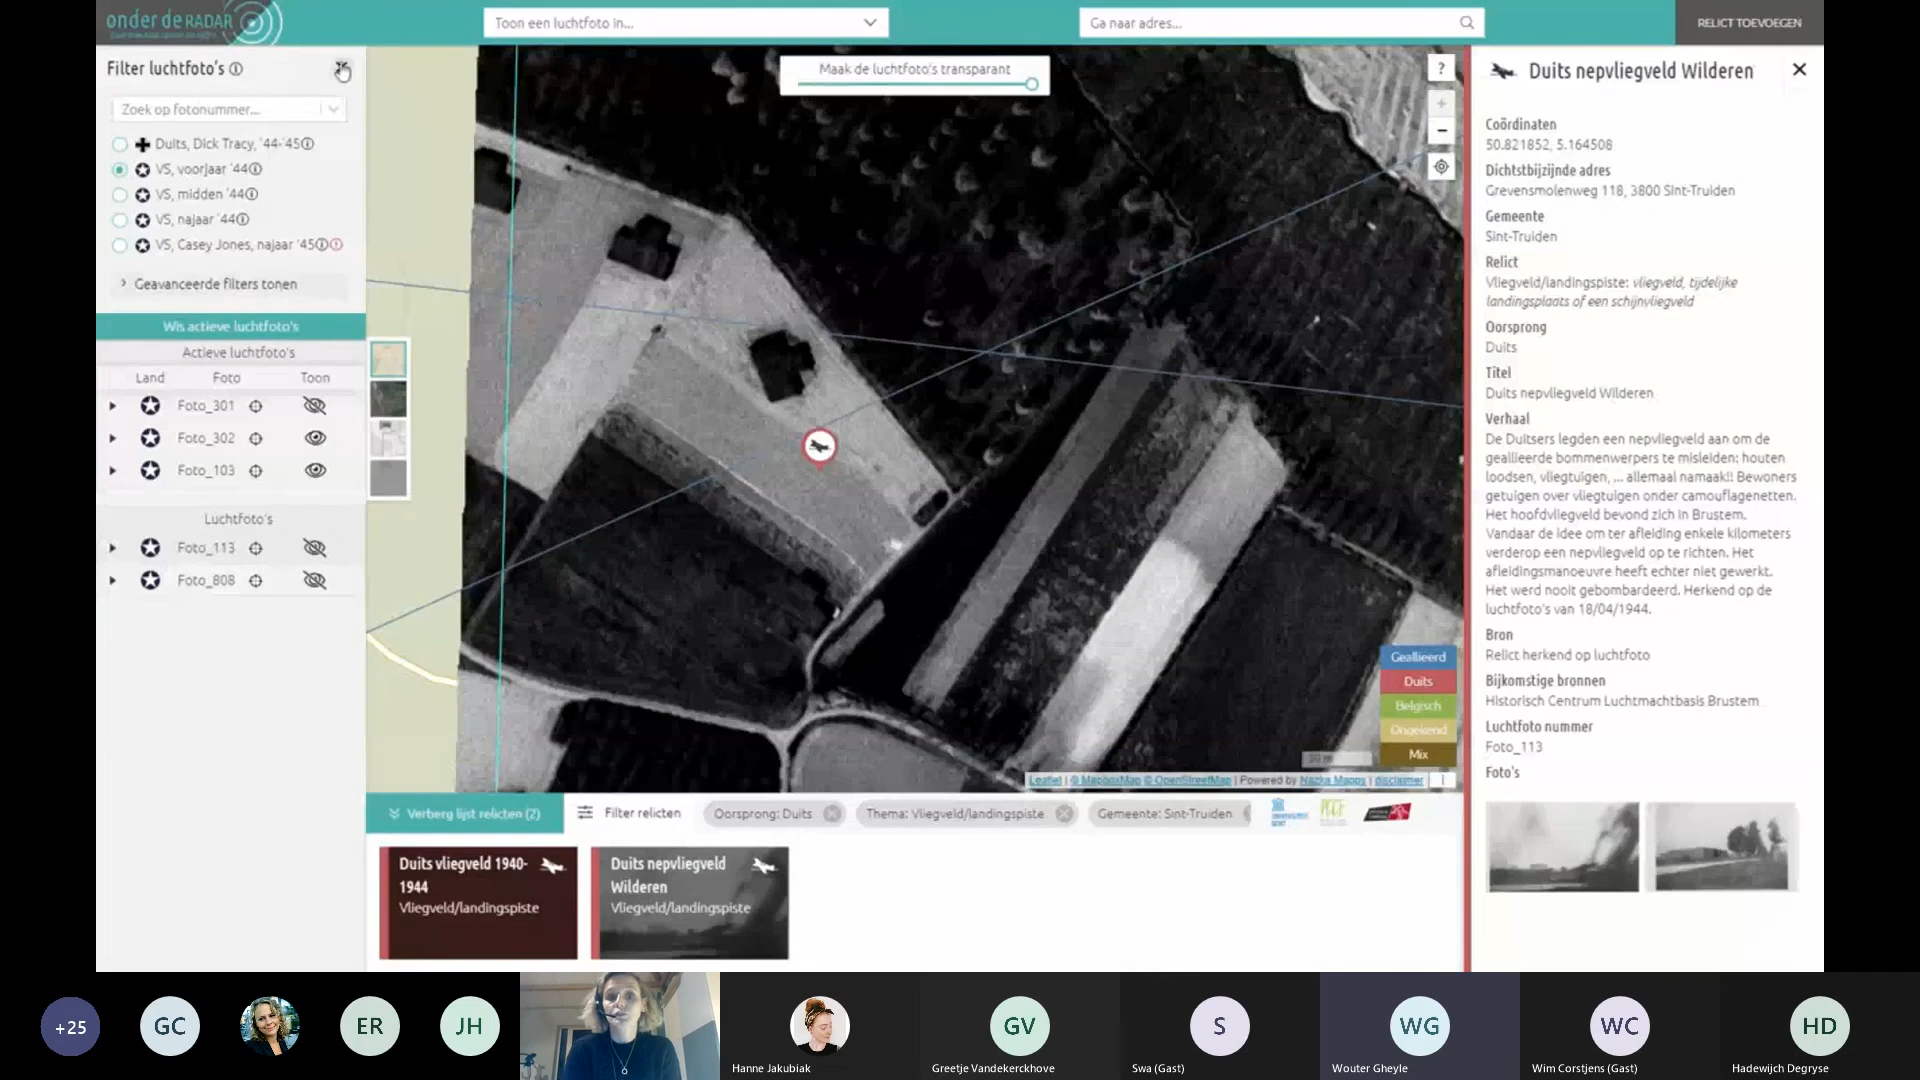 onder de RADAR
Toon een luchtfoto in...
Ga naar adres...
RELICT TOEVOEGEN
Filter luchtfoto's
Zoek op fotonummer...
Duits, Dick Tracy, '44-'45
VS, voorjaar '44
VS, midden '44
VS, najaar '44
VS, Casey Jones, najaar '45
Geavanceerde filters tonen
Wis actieve luchtfoto's
Actieve luchtfoto's
Land Foto Toon
Foto_301
Foto_302
Foto_103
Luchtfoto's
Foto_113
Foto_808
Maak de luchtfoto's transparant
?
+
−
Geallieerd
Duits
Belgisch
Ongekend
Mix
Leaflet | © MapboxMap © OpenStreetMap | Powered by Nazka Mapps | disclaimer
Verberg lijst relicten (2)
Filter relicten
Oorsprong: Duits
Thema: Vliegveld/landingspiste
Gemeente: Sint-Truiden
Duits vliegveld 1940-
1944
Vliegveld/landingspiste
Duits nepvliegveld
Wilderen
Vliegveld/landingspiste
Duits nepvliegveld Wilderen
Coördinaten
50.821852, 5.164508
Dichtstbijzijnde adres
Grevensmolenweg 118, 3800 Sint-Truiden
Gemeente
Sint-Truiden
Relict
Vliegveld/landingspiste: vliegveld, tijdelijke
landingsplaats of een schijnvliegveld
Oorsprong
Duits
Titel
Duits nepvliegveld Wilderen
Verhaal
De Duitsers legden een nepvliegveld aan om de
geallieerde bommenwerpers te misleiden: houten
loodsen, vliegtuigen, ... allemaal namaak!! Bewoners
getuigen over vliegtuigen onder camouflagenetten.
Het hoofdvliegveld bevond zich in Brustem.
Vandaar de idee om ter afleiding enkele kilometers
verderop een nepvliegveld op te richten. Het
afleidingsmanoeuvre heeft echter niet gewerkt.
Het werd nooit gebombardeerd. Herkend op de
luchtfoto's van 18/04/1944.
Bron
Relict herkend op luchtfoto
Bijkomstige bronnen
Historisch Centrum Luchtmachtbasis Brustem
Luchtfoto nummer
Foto_113
Foto's
+25
GC
ER
JH
Hanne Jakubiak
GV
Greetje Vandekerckhove
S
Swa (Gast)
WG
Wouter Gheyle
WC
Wim Corstjens (Gast)
HD
Hadewijch Degryse